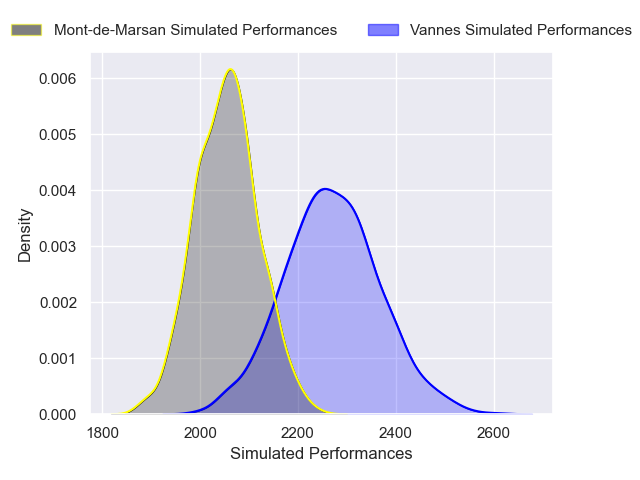 Mont-de-Marsan Simulated Performances Vannes Simulated Performances
0.006
0.005
0.004
0.003
0.002
0.001
0.000
Density
1800 2000 2200 2400 2600
Simulated Performances